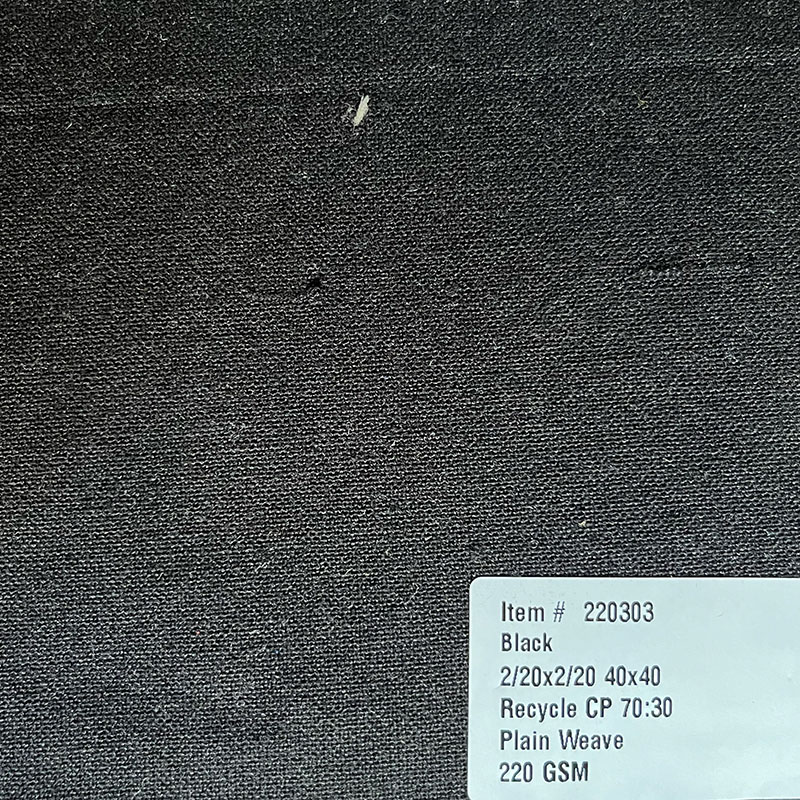 Item # 220303
Black
2/20x2/20 40x40
Recycle CP 70:30
Plain Weave
220 GSM